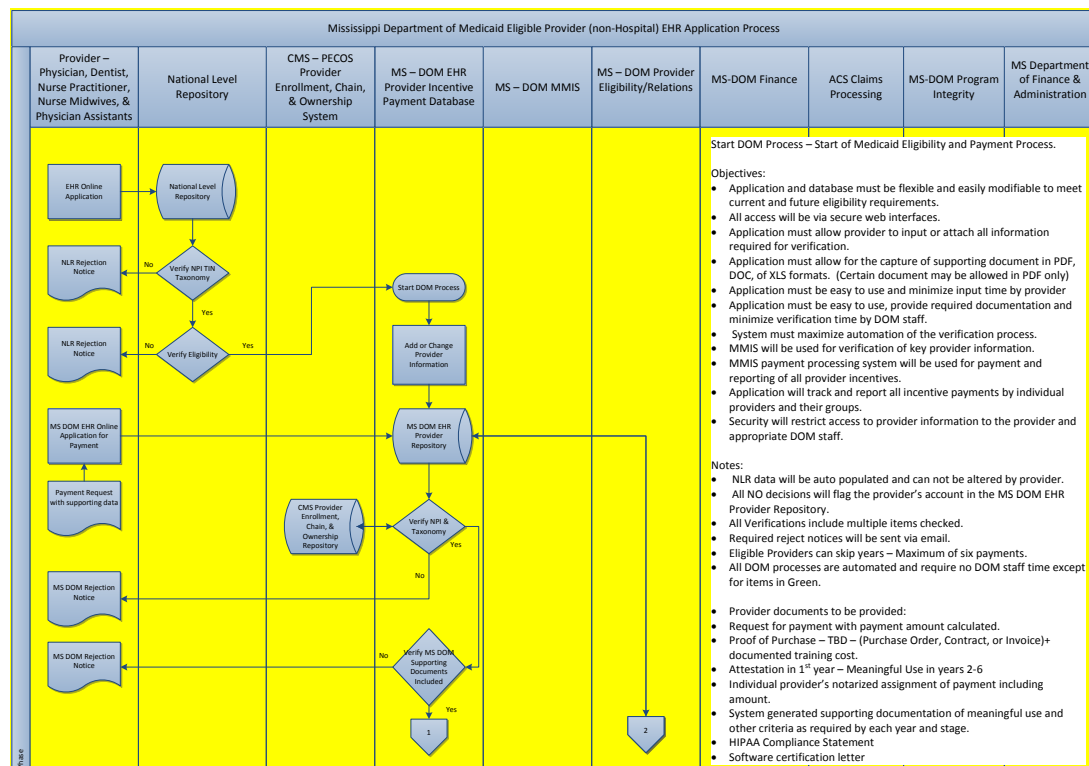 Mississippi Department of Medicaid Eligible Provider (non-Hospital) EHR Application Process
Provider –
Physician, Dentist,
Nurse Practitioner,
Nurse Midwives, &
Physician Assistants
National Level
Repository
CMS – PECOS
Provider
Enrollment, Chain,
& Ownership
System
MS – DOM EHR
Provider Incentive
Payment Database
MS – DOM MMIS
MS – DOM Provider
Eligibility/Relations
MS-DOM Finance
ACS Claims
Processing
MS-DOM Program
Integrity
MS Department
of Finance &
Administration
EHR Online
Application
National Level
Repository
NLR Rejection
Notice
No
Verify NPI TIN
Taxonomy
Yes
Start DOM Process
NLR Rejection
Notice
No
Verify Eligibility
Yes
Add or Change
Provider
Information
MS DOM EHR Online
Application for
Payment
MS DOM EHR
Provider
Repository
Payment Request
with supporting data
CMS Provider
Enrollment,
Chain, &
Ownership
Repository
Verify NPI &
Taxonomy
Yes
No
MS DOM Rejection
Notice
MS DOM Rejection
Notice
No
Verify MS DOM
Supporting
Documents
Included
Yes
1
2
Start DOM Process – Start of Medicaid Eligibility and Payment Process.
Objectives:
• Application and database must be flexible and easily modifiable to meet
current and future eligibility requirements.
• All access will be via secure web interfaces.
• Application must allow provider to input or attach all information
required for verification.
• Application must allow for the capture of supporting document in PDF,
DOC, of XLS formats. (Certain document may be allowed in PDF only)
• Application must be easy to use and minimize input time by provider
• Application must be easy to use, provide required documentation and
minimize verification time by DOM staff.
• System must maximize automation of the verification process.
• MMIS will be used for verification of key provider information.
• MMIS payment processing system will be used for payment and
reporting of all provider incentives.
• Application will track and report all incentive payments by individual
providers and their groups.
• Security will restrict access to provider information to the provider and
appropriate DOM staff.
Notes:
• NLR data will be auto populated and can not be altered by provider.
• All NO decisions will flag the provider's account in the MS DOM EHR
Provider Repository.
• All Verifications include multiple items checked.
• Required reject notices will be sent via email.
• Eligible Providers can skip years – Maximum of six payments.
• All DOM processes are automated and require no DOM staff time except
for items in Green.
• Provider documents to be provided:
• Request for payment with payment amount calculated.
• Proof of Purchase – TBD – (Purchase Order, Contract, or Invoice)+
documented training cost.
• Attestation in 1st year – Meaningful Use in years 2-6
• Individual provider's notarized assignment of payment including
amount.
• System generated supporting documentation of meaningful use and
other criteria as required by each year and stage.
• HIPAA Compliance Statement
• Software certification letter